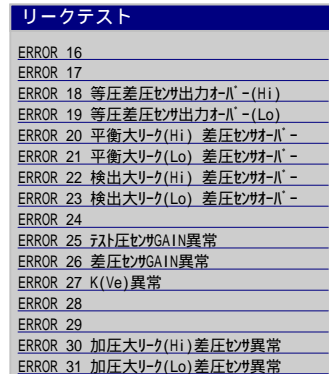 リークテスト
ERROR 16
ERROR 17
ERROR 18 等圧差圧ｾﾝｻ出力ｵｰﾊﾞｰ(Hi)
ERROR 19 等圧差圧ｾﾝｻ出力ｵｰﾊﾞｰ(Lo)
ERROR 20 平衡大ﾘｰｸ(Hi) 差圧ｾﾝｻｵｰﾊﾞｰ
ERROR 21 平衡大ﾘｰｸ(Lo) 差圧ｾﾝｻｵｰﾊﾞｰ
ERROR 22 検出大ﾘｰｸ(Hi) 差圧ｾﾝｻｵｰﾊﾞｰ
ERROR 23 検出大ﾘｰｸ(Lo) 差圧ｾﾝｻｵｰﾊﾞｰ
ERROR 24
ERROR 25 ﾃｽﾄ圧ｾﾝｻGAIN異常
ERROR 26 差圧ｾﾝｻGAIN異常
ERROR 27 K(Ve)異常
ERROR 28
ERROR 29
ERROR 30 加圧大ﾘｰｸ(Hi)差圧ｾﾝｻ異常
ERROR 31 加圧大ﾘｰｸ(Lo)差圧ｾﾝｻ異常